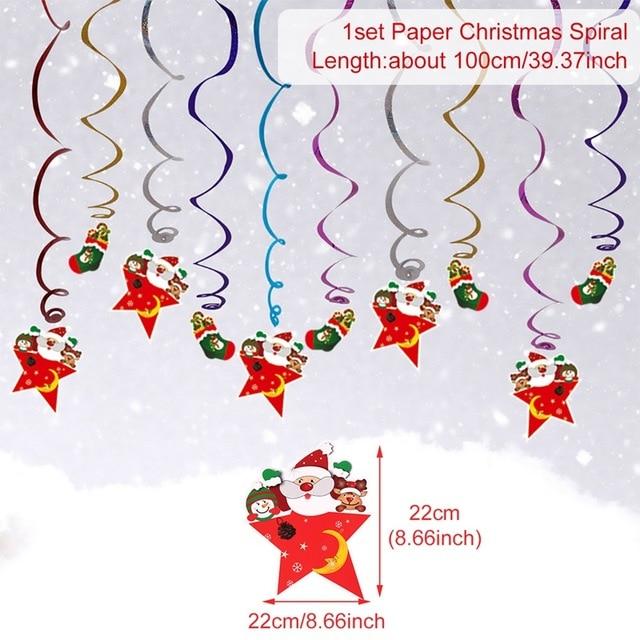 1set Paper Christmas Spiral
Length:about 100cm/39.37inch
22cm
(8.66inch)
22cm/8.66inch